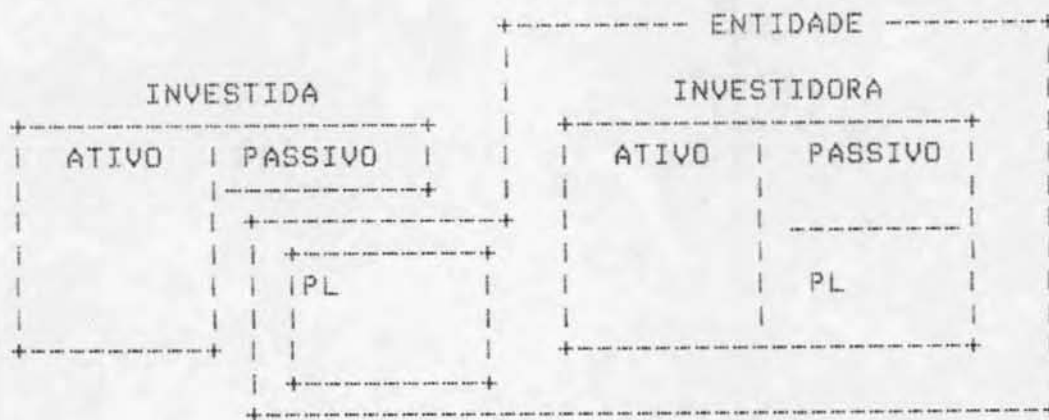 ENTIDADE
INVESTIDA INVESTIDORA
ATIVO PASSIVO ATIVO PASSIVO
PL PL